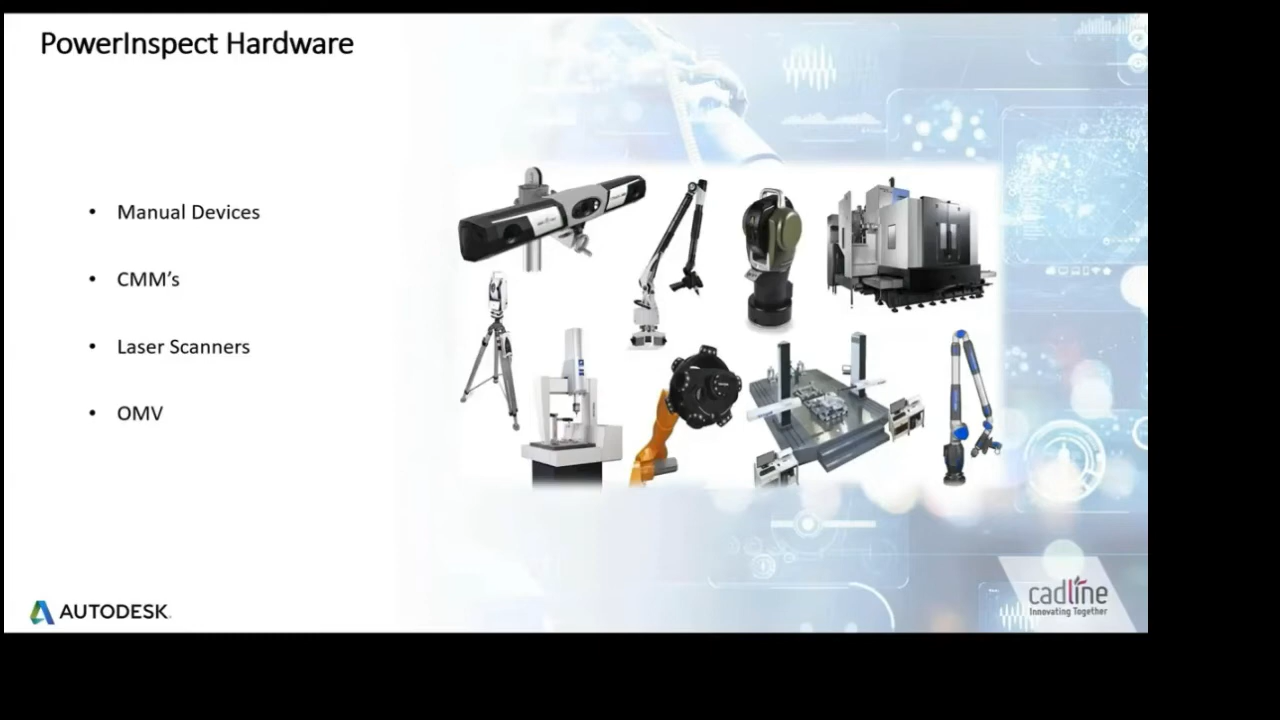 PowerInspect Hardware
• Manual Devices
• CMM’s
• Laser Scanners
• OMV
AUTODESK.
cadline
Innovating Together